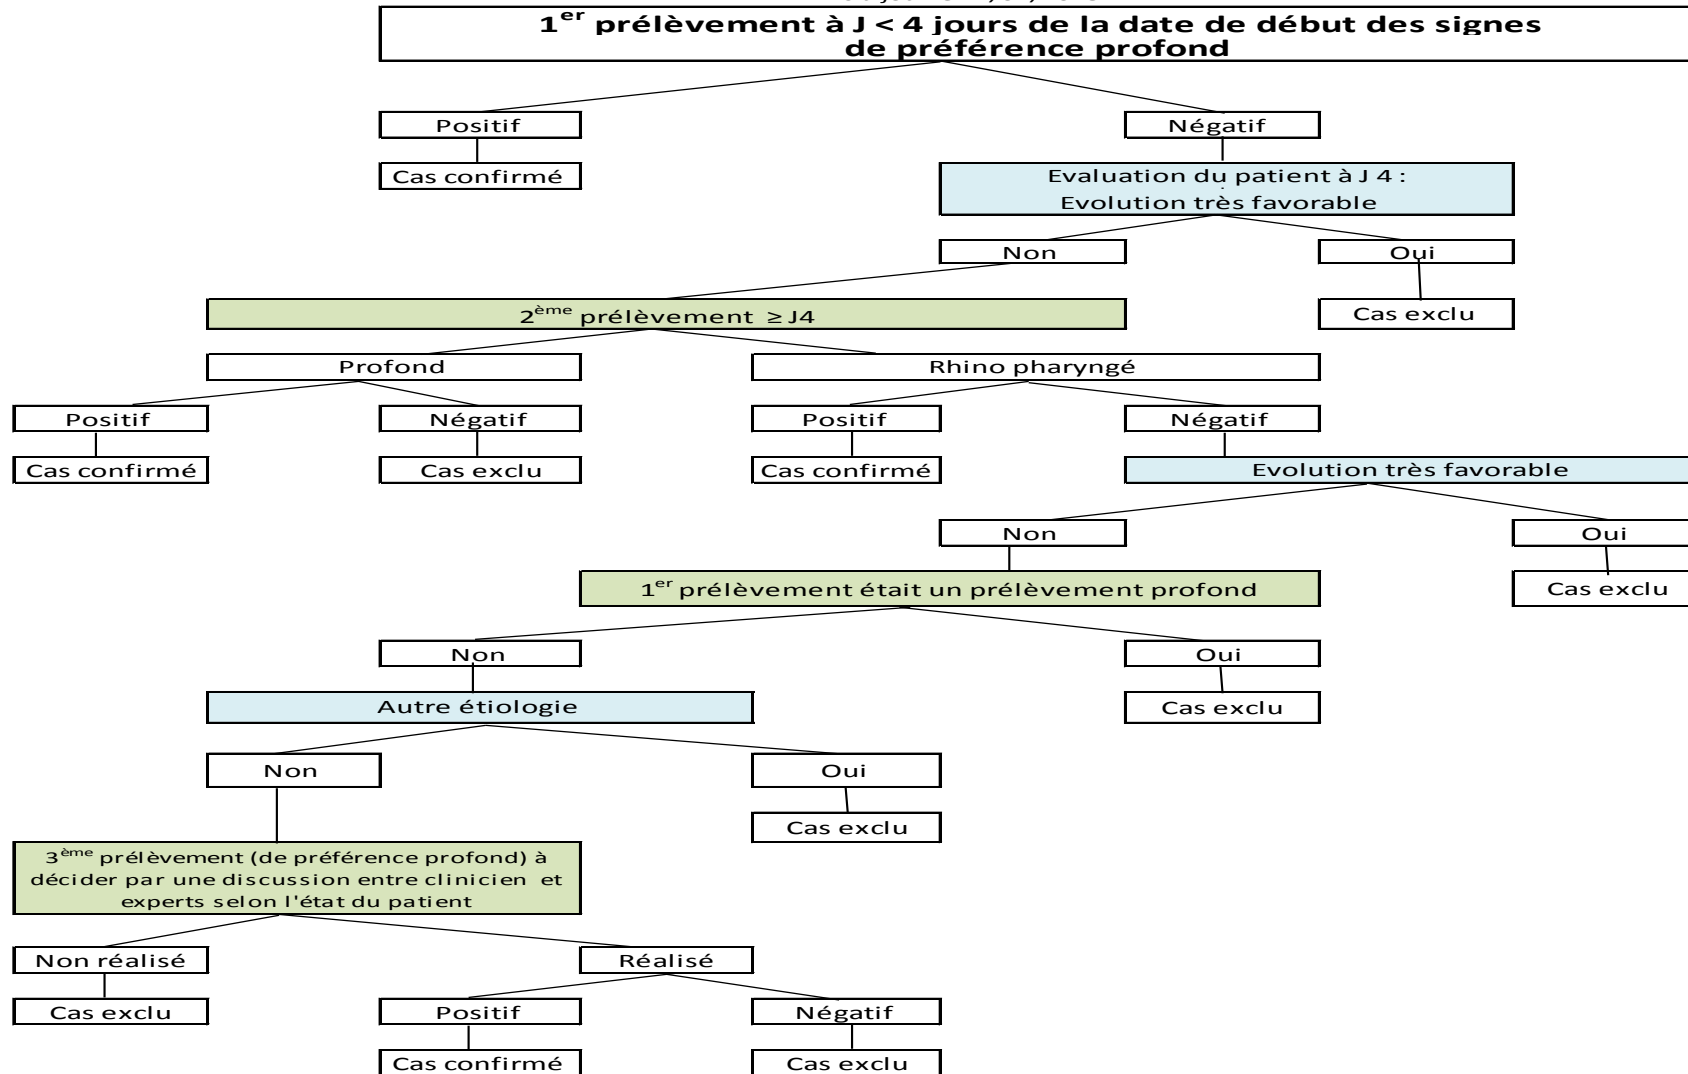 1er prélèvement à J < 4 jours de la date de début des signes
de préférence profond
Positif
Négatif
Cas confirmé
Evaluation du patient à J 4 :
Evolution très favorable
Non
Oui
2ème prélèvement ≥ J4
Cas exclu
Profond
Rhino pharyngé
Positif
Négatif
Positif
Négatif
Cas confirmé
Cas exclu
Cas confirmé
Evolution très favorable
Non
Oui
1er prélèvement était un prélèvement profond
Cas exclu
Non
Oui
Autre étiologie
Cas exclu
Non
Oui
Cas exclu
3ème prélèvement (de préférence profond) à
décider par une discussion entre clinicien et
experts selon l'état du patient
Non réalisé
Réalisé
Cas exclu
Positif
Négatif
Cas confirmé
Cas exclu